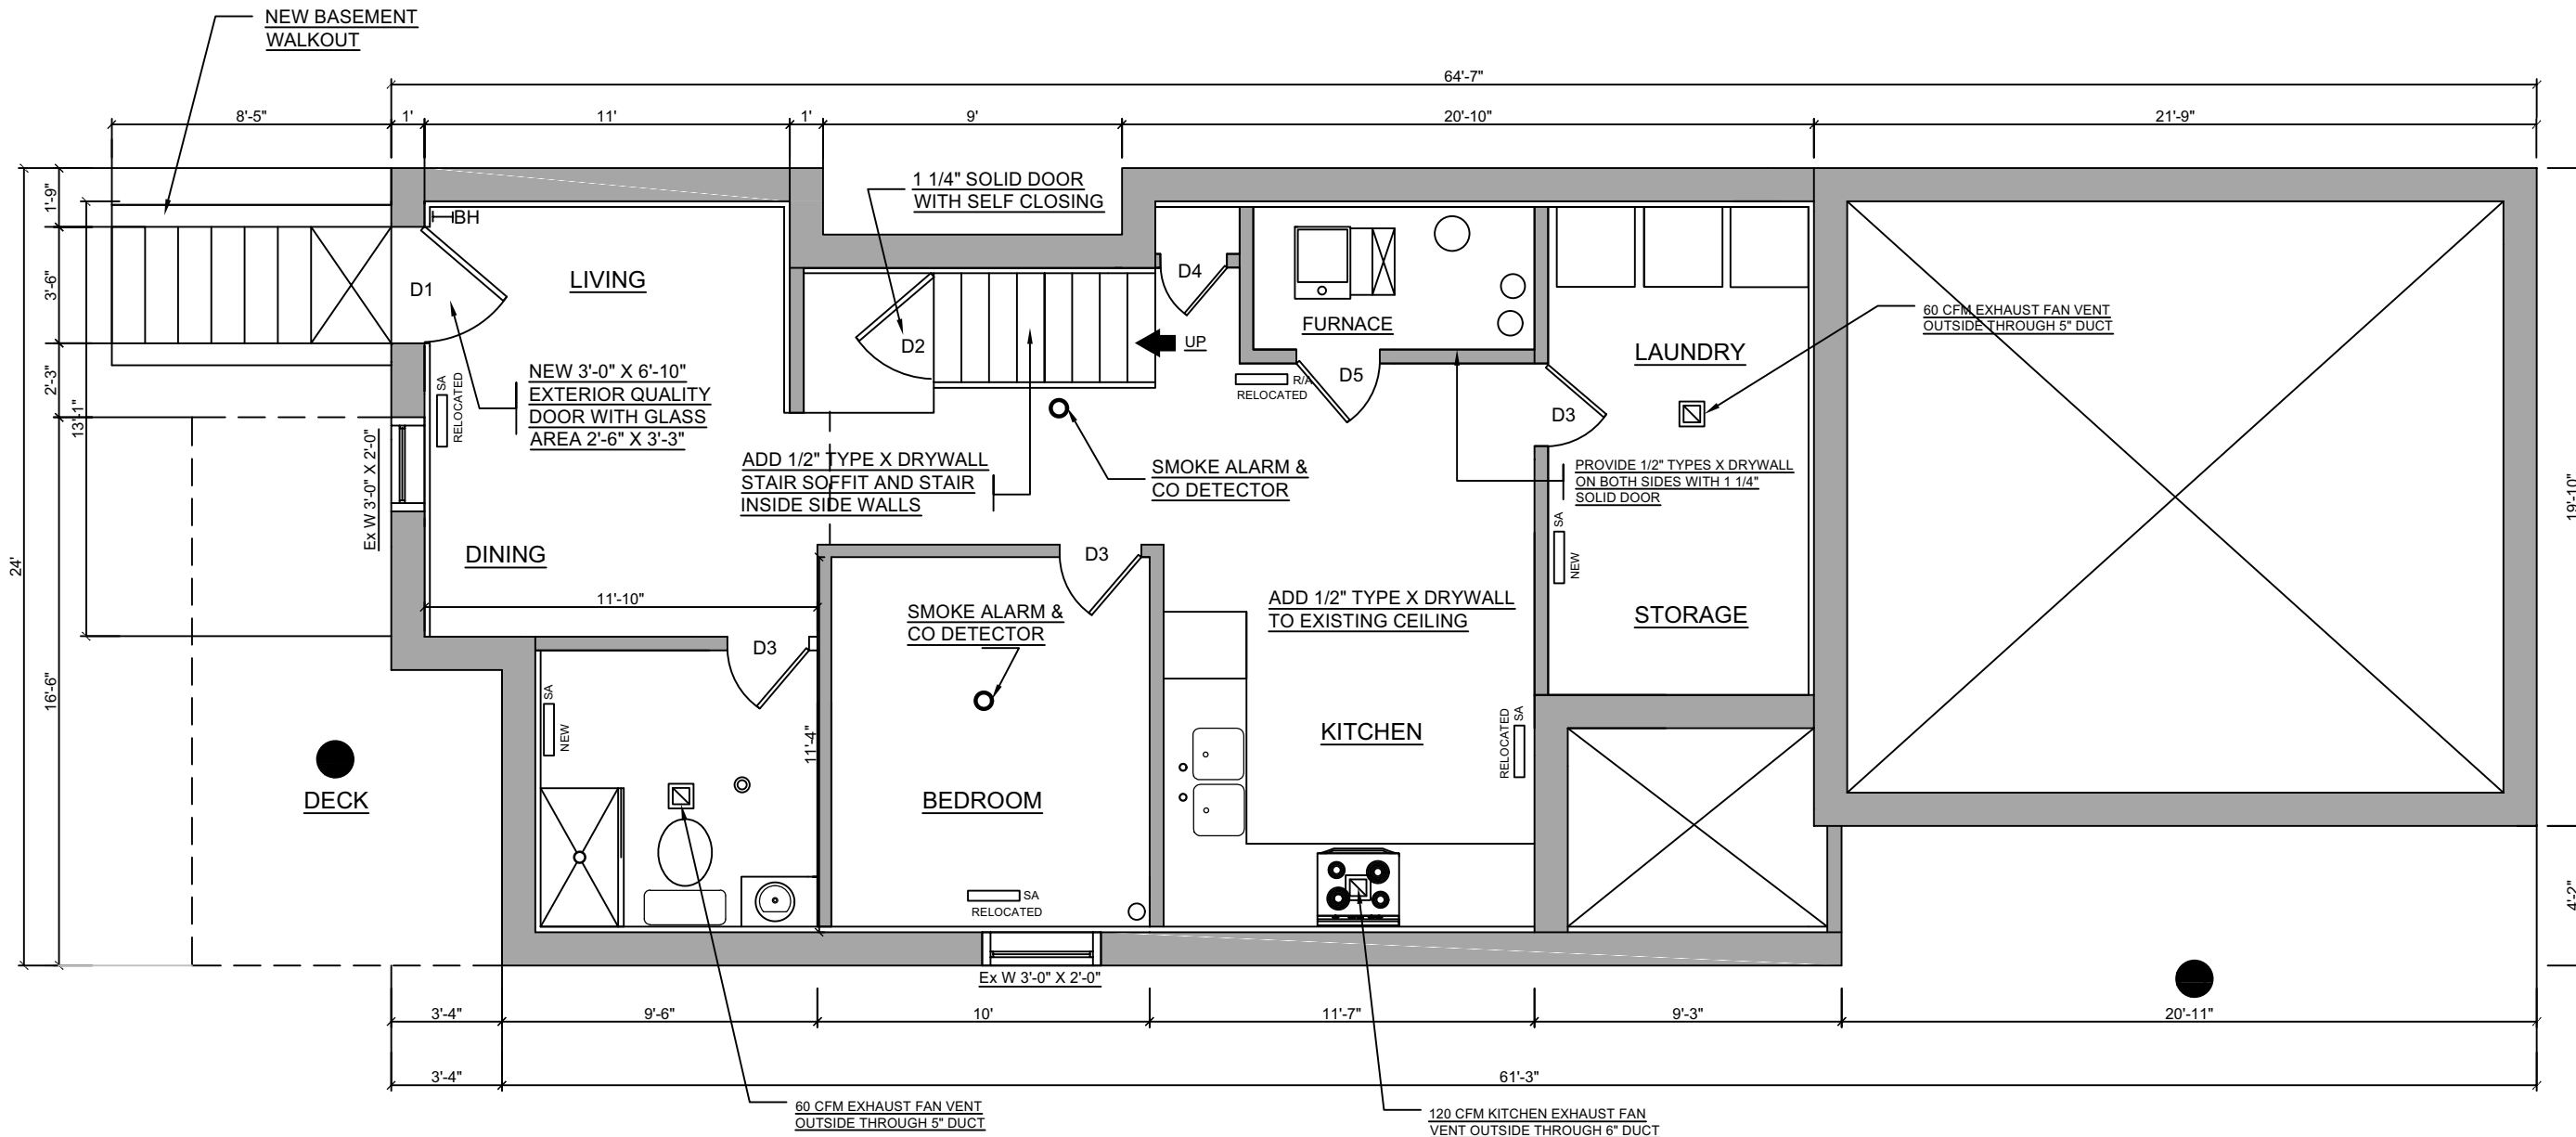 NEW BASEMENT
WALKOUT
64'-7"
8'-5"
1'
11'
1'
9'
20'-10"
21'-9"
1 1/4" SOLID DOOR
WITH SELF CLOSING
1'-9"
3'-6"
2'-3"
13'-1"
24'
16'-6"
BH
D1
LIVING
D2
D4
UP
FURNACE
D5
R/A
RELOCATED
LAUNDRY
60 CFM EXHAUST FAN VENT
OUTSIDE THROUGH 5" DUCT
D3
SA
RELOCATED
NEW 3'-0" X 6'-10"
EXTERIOR QUALITY
DOOR WITH GLASS
AREA 2'-6" X 3'-3"
Ex W 3'-0" X 2'-0"
ADD 1/2" TYPE X DRYWALL
STAIR SOFFIT AND STAIR
INSIDE SIDE WALLS
SMOKE ALARM &
CO DETECTOR
PROVIDE 1/2" TYPES X DRYWALL
ON BOTH SIDES WITH 1 1/4"
SOLID DOOR
SA
NEW
19'-10"
DINING
11'-10"
D3
SMOKE ALARM &
CO DETECTOR
ADD 1/2" TYPE X DRYWALL
TO EXISTING CEILING
STORAGE
D3
SA
NEW
11'-4"
KITCHEN
RELOCATED
SA
DECK
BEDROOM
SA
RELOCATED
4'-2"
Ex W 3'-0" X 2'-0"
3'-4"
9'-6"
10'
11'-7"
9'-3"
20'-11"
3'-4"
61'-3"
60 CFM EXHAUST FAN VENT
OUTSIDE THROUGH 5" DUCT
120 CFM KITCHEN EXHAUST FAN
VENT OUTSIDE THROUGH 6" DUCT